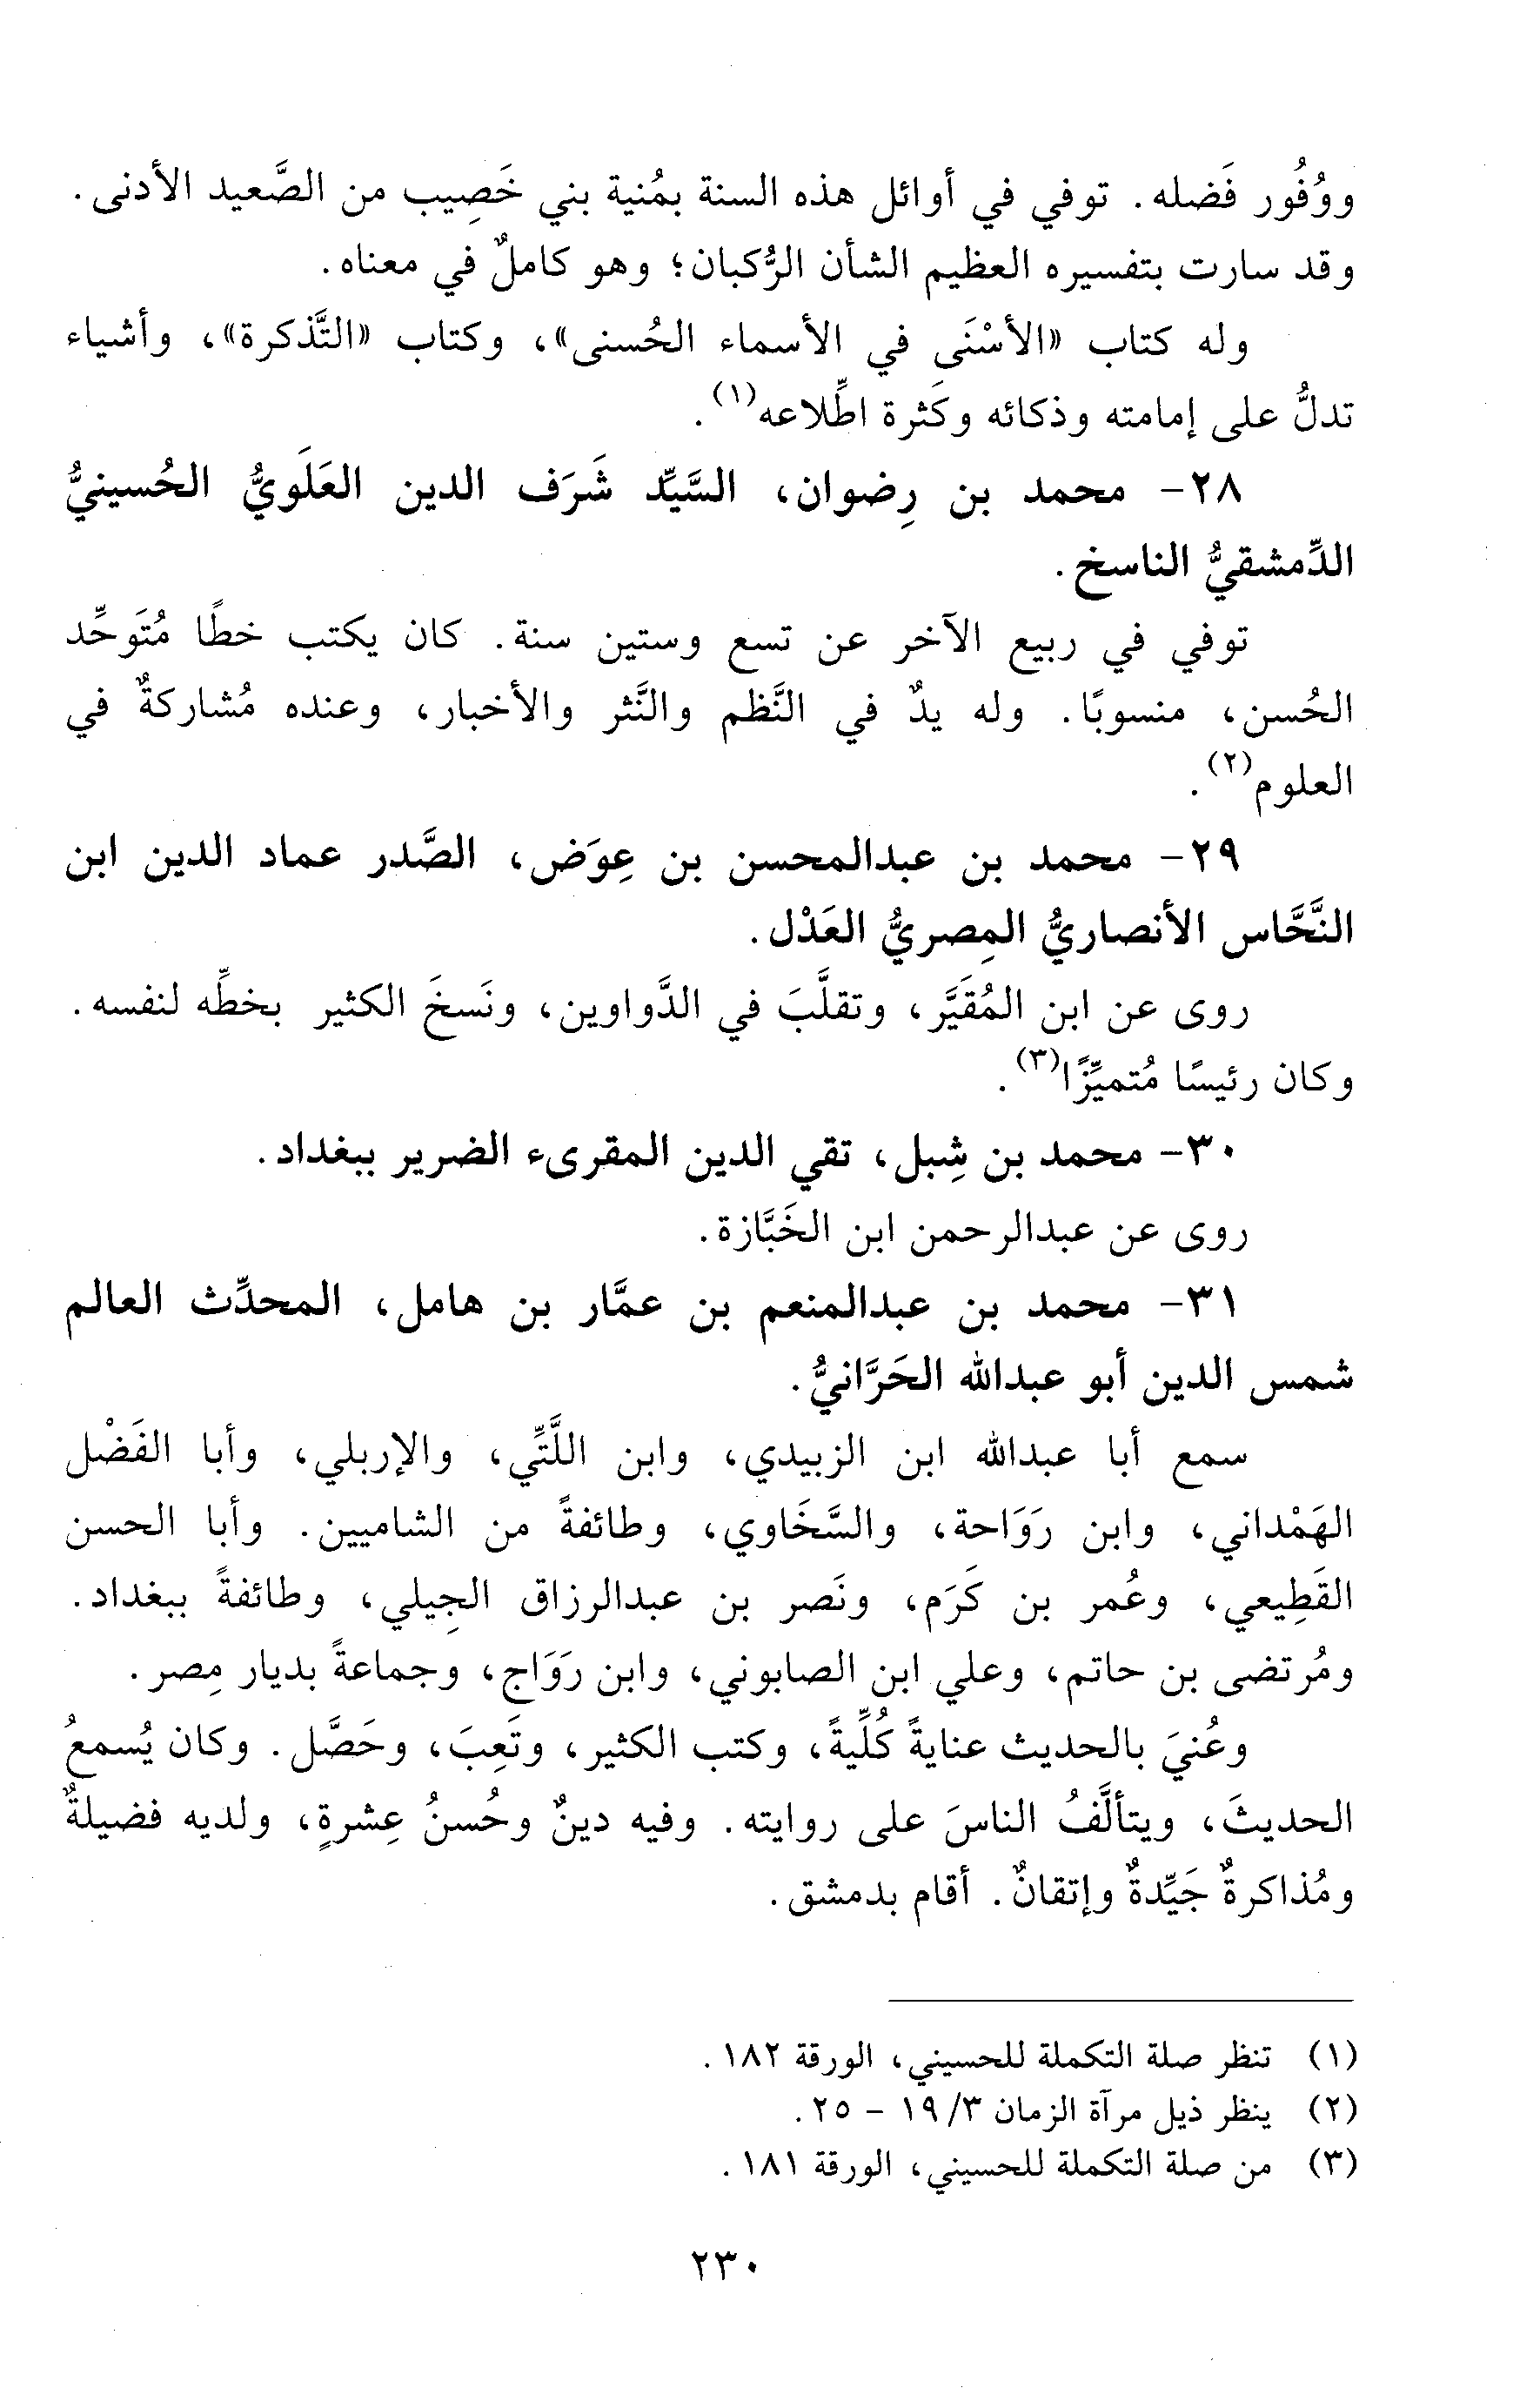 ووُفُور فَضله. توفي في أوائل هذه السنة بمُنية بني خَصِيب من الصَّعيد الأدنى.
وقد سارت بتفسيره العظيم الشأن الرُّكبان؛ وهو كاملٌ في معناه.
وله كتاب «الأسْنَى في الأسماء الحُسنى»، وكتاب «التَّذكرة»، وأشياء
تدلُّ على إمامته وذكائه وكَثرة اطِّلاعه(١).
٢٨- محمد بن رِضوان، السَّيِّد شَرَف الدين العَلَويُّ الحُسينيُّ
الدِّمشقيُّ الناسخ.
توفي في ربيع الآخر عن تسع وستين سنة. كان يكتب خطًا مُتَوحِّد
الحُسن، منسوبًا. وله يدٌ في النَّظم والنَّثر والأخبار، وعنده مُشاركةٌ في
العلوم(٢).
٢٩- محمد بن عبدالمحسن بن عِوَض، الصَّدر عماد الدين ابن
النَّحَّاس الأنصاريُّ المِصريُّ العَدْل.
روى عن ابن المُقَيَّر، وتقلَّبَ في الدَّواوين، ونَسخَ الكثير بخطِّه لنفسه.
وكان رئيسًا مُتميِّزًا(٣).
٣٠- محمد بن شِبل، تقي الدين المقرىء الضرير ببغداد.
روى عن عبدالرحمن ابن الخَبَّازة.
٣١- محمد بن عبدالمنعم بن عمَّار بن هامل، المحدِّث العالم
شمس الدين أبو عبدالله الحَرَّانيُّ.
سمع أبا عبدالله ابن الزبيدي، وابن اللَّتِّي، والإربلي، وأبا الفَضْل
الهَمْداني، وابن رَوَاحة، والسَّخَاوي، وطائفةً من الشاميين. وأبا الحسن
القَطِيعي، وعُمر بن كَرَم، ونَصر بن عبدالرزاق الجِيلي، وطائفةً ببغداد.
ومُرتضى بن حاتم، وعلي ابن الصابوني، وابن رَوَاج، وجماعةً بديار مِصر.
وعُنيَ بالحديث عنايةً كُلِّيةً، وكتب الكثير، وتَعِبَ، وحَصَّل. وكان يُسمعُ
الحديثَ، ويتألَّفُ الناسَ على روايته. وفيه دينٌ وحُسنُ عِشرةٍ، ولديه فضيلةٌ
ومُذاكرةٌ جَيِّدةٌ وإتقانٌ. أقام بدمشق.
(١) تنظر صلة التكملة للحسيني، الورقة ١٨٢.
(٢) ينظر ذيل مرآة الزمان ٣/ ١٩ - ٢٥.
(٣) من صلة التكملة للحسيني، الورقة ١٨١.
٢٣٠